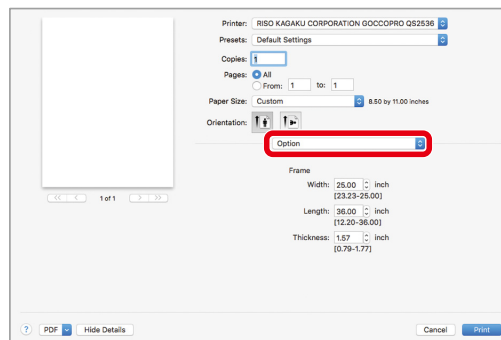 Printer: RISO KAGAKU CORPORATION GOCCOPRO QS2536
Presets: Default Settings
Copies: 1
Pages: All
From: 1 to: 1
Paper Size: Custom 8.50 by 11.00 inches
Orientation:
Option
Frame
Width: 25.00 inch
[23.23-25.00]
Length: 36.00 inch
[12.20-36.00]
Thickness: 1.57 inch
[0.79-1.77]
<< < 1 of 1 > >>
? PDF Hide Details Cancel Print